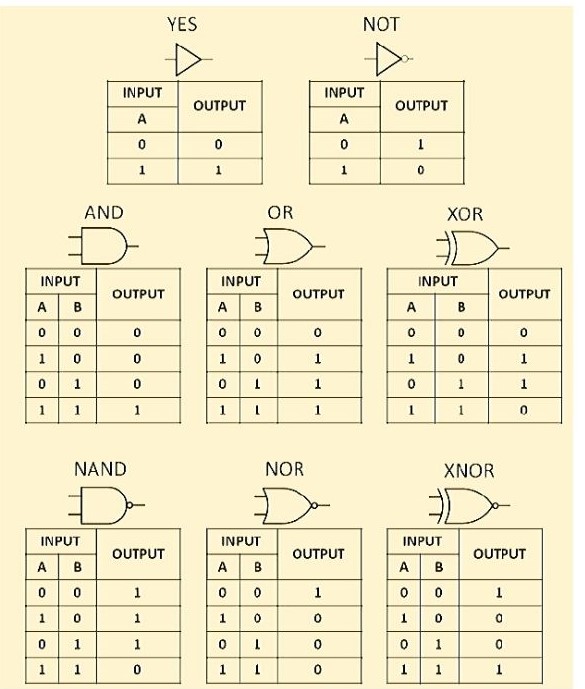 YES NOT
INPUT OUTPUT INPUT OUTPUT
A A
0 0 0 1
1 1 1 0
AND OR XOR
INPUT OUTPUT INPUT OUTPUT INPUT OUTPUT
A B A B A B
0 0 0 0 0 0 0 0 0
1 0 0 1 0 1 1 0 1
0 1 0 0 1 1 0 1 1
1 1 1 1 1 1 1 1 0
NAND NOR XNOR
INPUT OUTPUT INPUT OUTPUT INPUT OUTPUT
A B A B A B
0 0 1 0 0 1 0 0 1
1 0 1 1 0 0 1 0 0
0 1 1 0 1 0 0 1 0
1 1 0 1 1 0 1 1 1